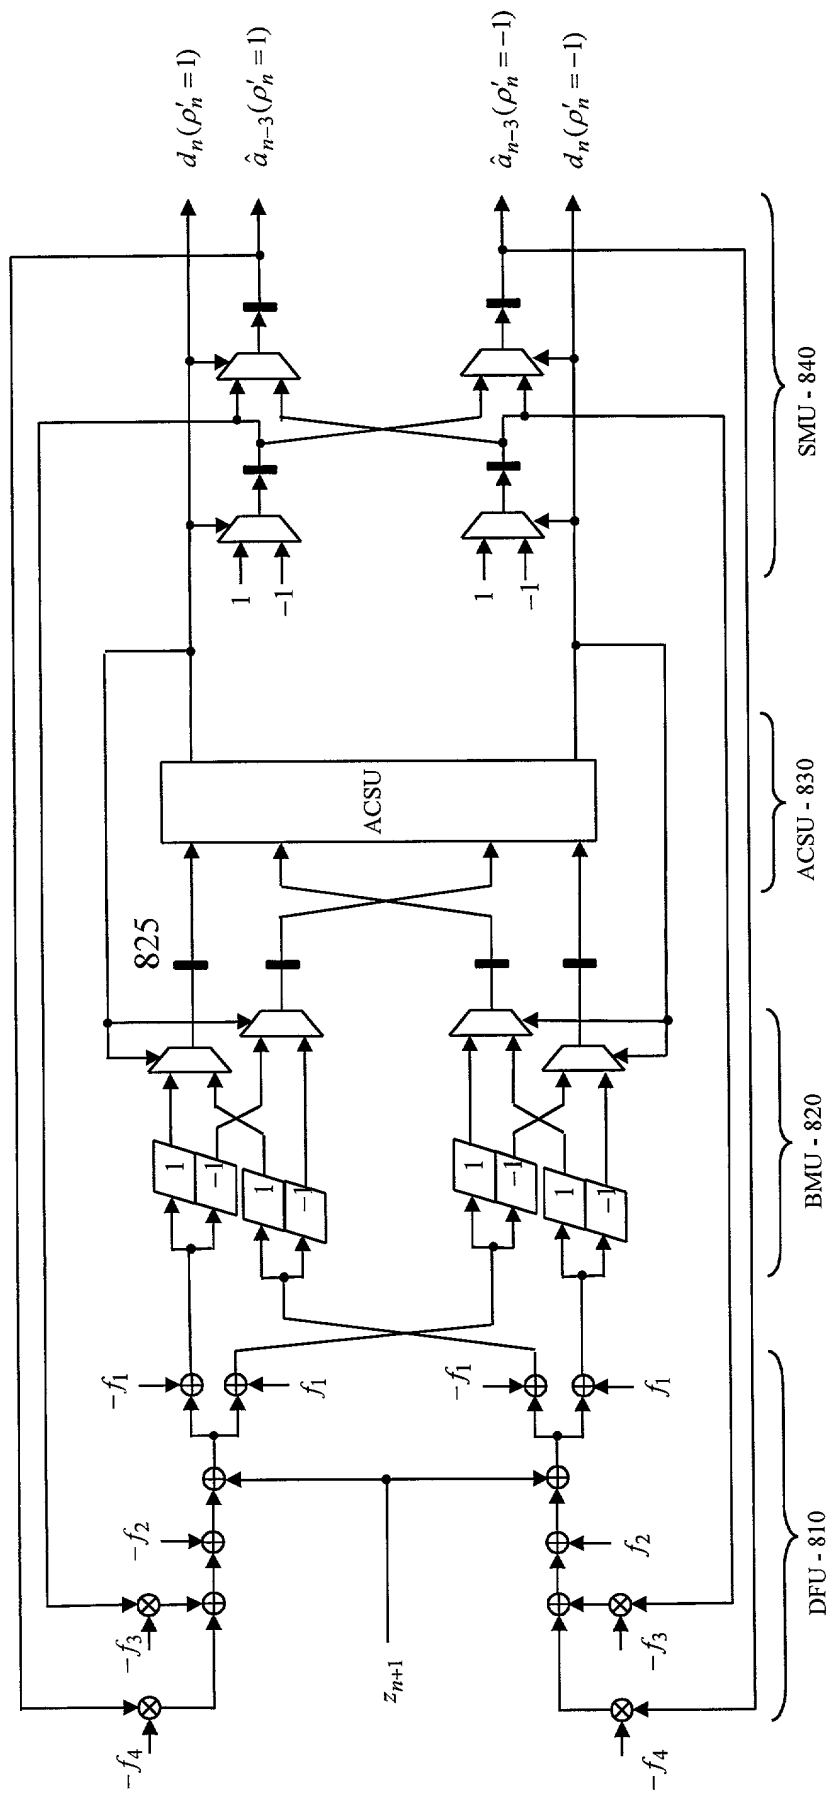 d_n(ρ'_n = 1)
â_{n−3}(ρ'_n = 1)
â_{n−3}(ρ'_n = −1)
d_n(ρ'_n = −1)
1
−1
1
−1
SMU - 840
ACSU
ACSU - 830
825
1
−1
1
−1
1
−1
1
−1
BMU - 820
−f_1
f_1
−f_1
f_1
−f_2
f_2
−f_3
−f_3
z_{n+1}
−f_4
−f_4
DFU - 810